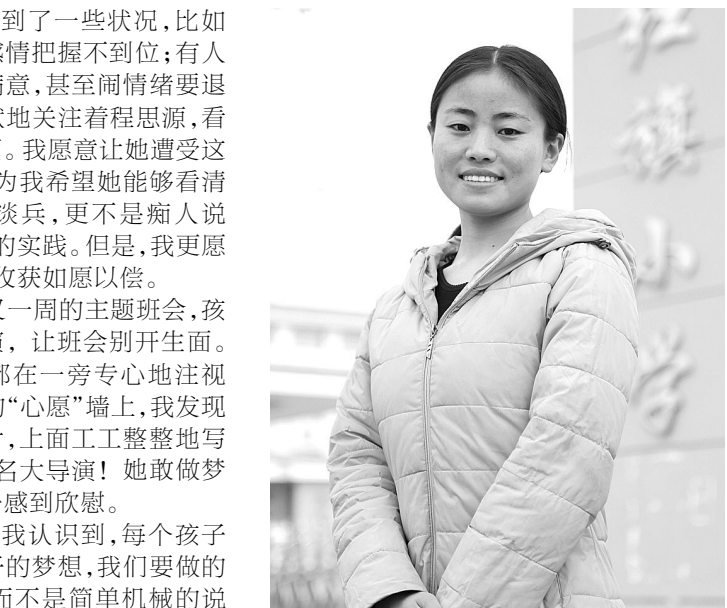 到了一些状况,比如
感情把握不到位;有人
意,甚至闹情绪要退
地关注着程思源,看
。我愿意让她遭受这
为我希望她能够看清
谈兵,更不是痴人说
的实践。但是,我更愿
收获如愿以偿。
又一周的主题班会,孩
演,让班会别开生面。
都在一旁专心地注视
的“心愿”墙上,我发现
,上面工工整整地写
名大导演!她敢做梦
感到欣慰。
我认识到,每个孩子
的梦想,我们要做的
而不是简单机械的说
红
旗
小
学